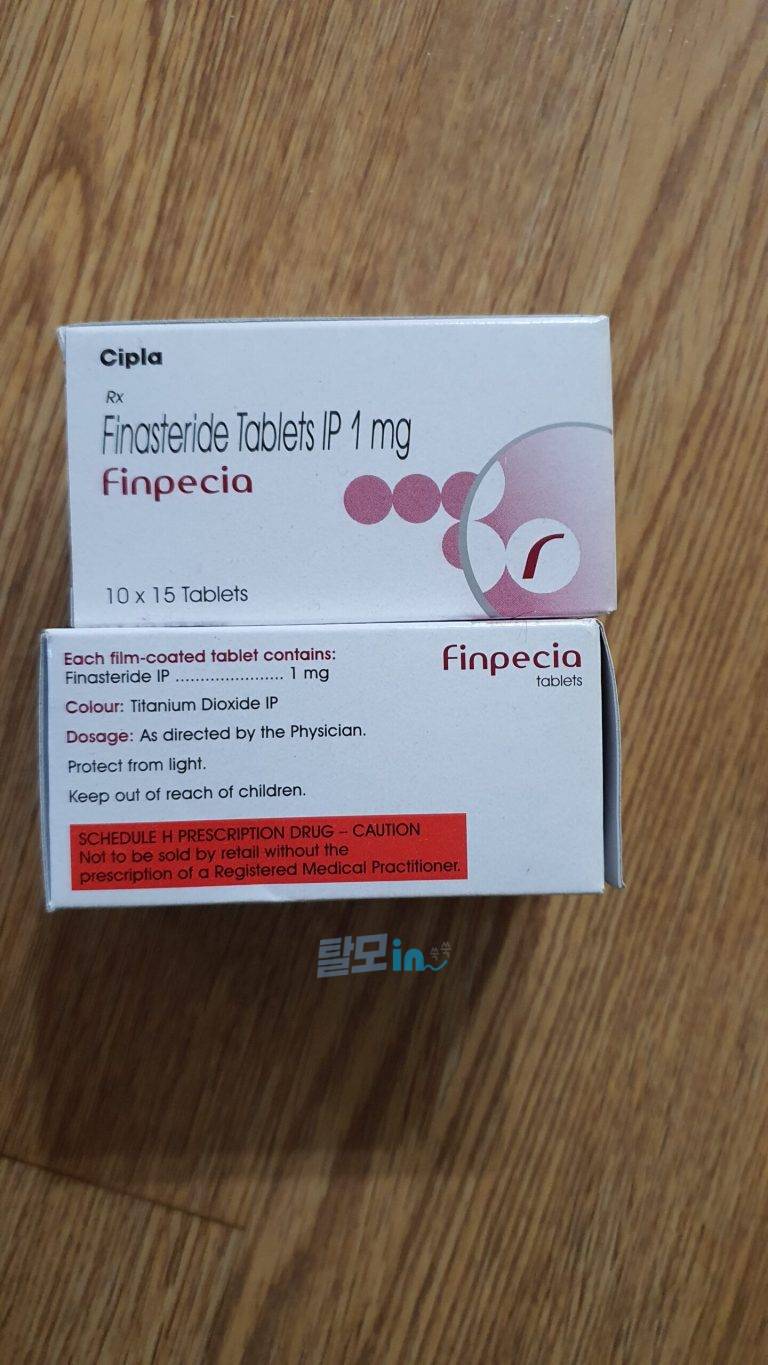 Cipla
Rx
Finasteride Tablets IP 1 mg
Finpecia
10 x 15 Tablets
Each film-coated tablet contains:
Finasteride IP ...................... 1 mg
Colour: Titanium Dioxide IP
Dosage: As directed by the Physician.
Protect from light.
Keep out of reach of children.
Finpecia
tablets
SCHEDULE H PRESCRIPTION DRUG – CAUTION
Not to be sold by retail without the
prescription of a Registered Medical Practitioner.
탈모in쑥쑥